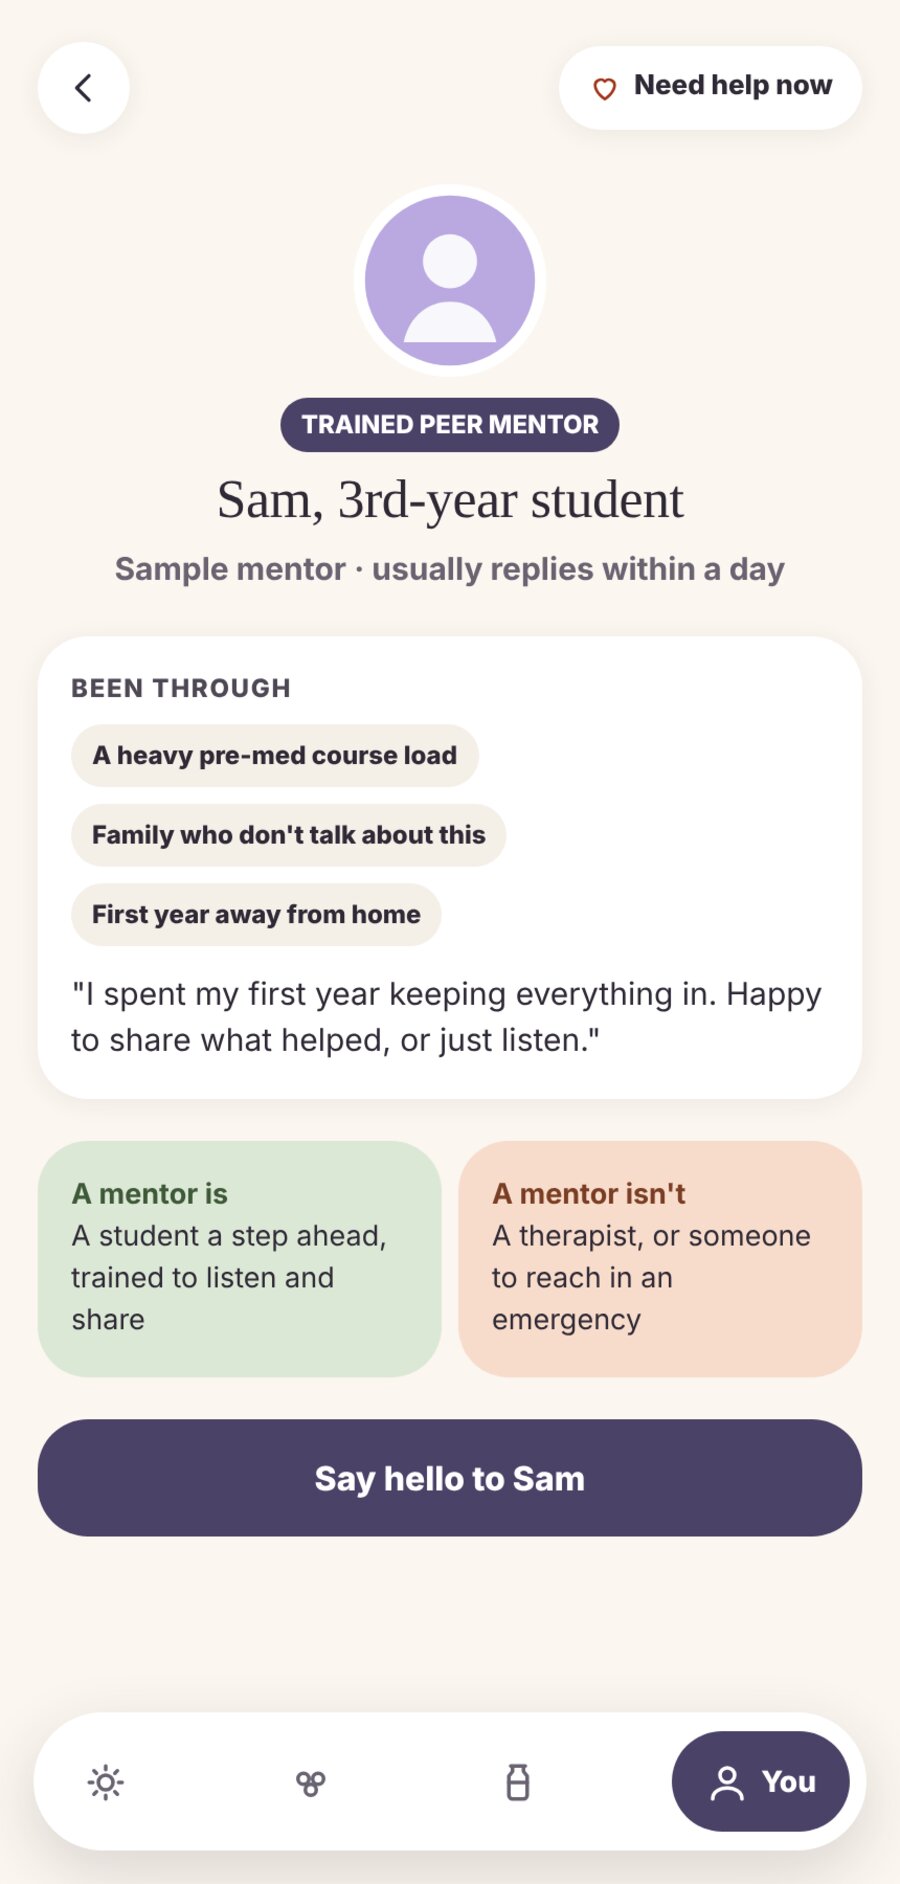 Need help now
TRAINED PEER MENTOR
Sam, 3rd-year student
Sample mentor · usually replies within a day
BEEN THROUGH
A heavy pre-med course load
Family who don't talk about this
First year away from home
"I spent my first year keeping everything in. Happy
to share what helped, or just listen."
A mentor is
A student a step ahead,
trained to listen and
share
A mentor isn't
A therapist, or someone
to reach in an
emergency
Say hello to Sam
You